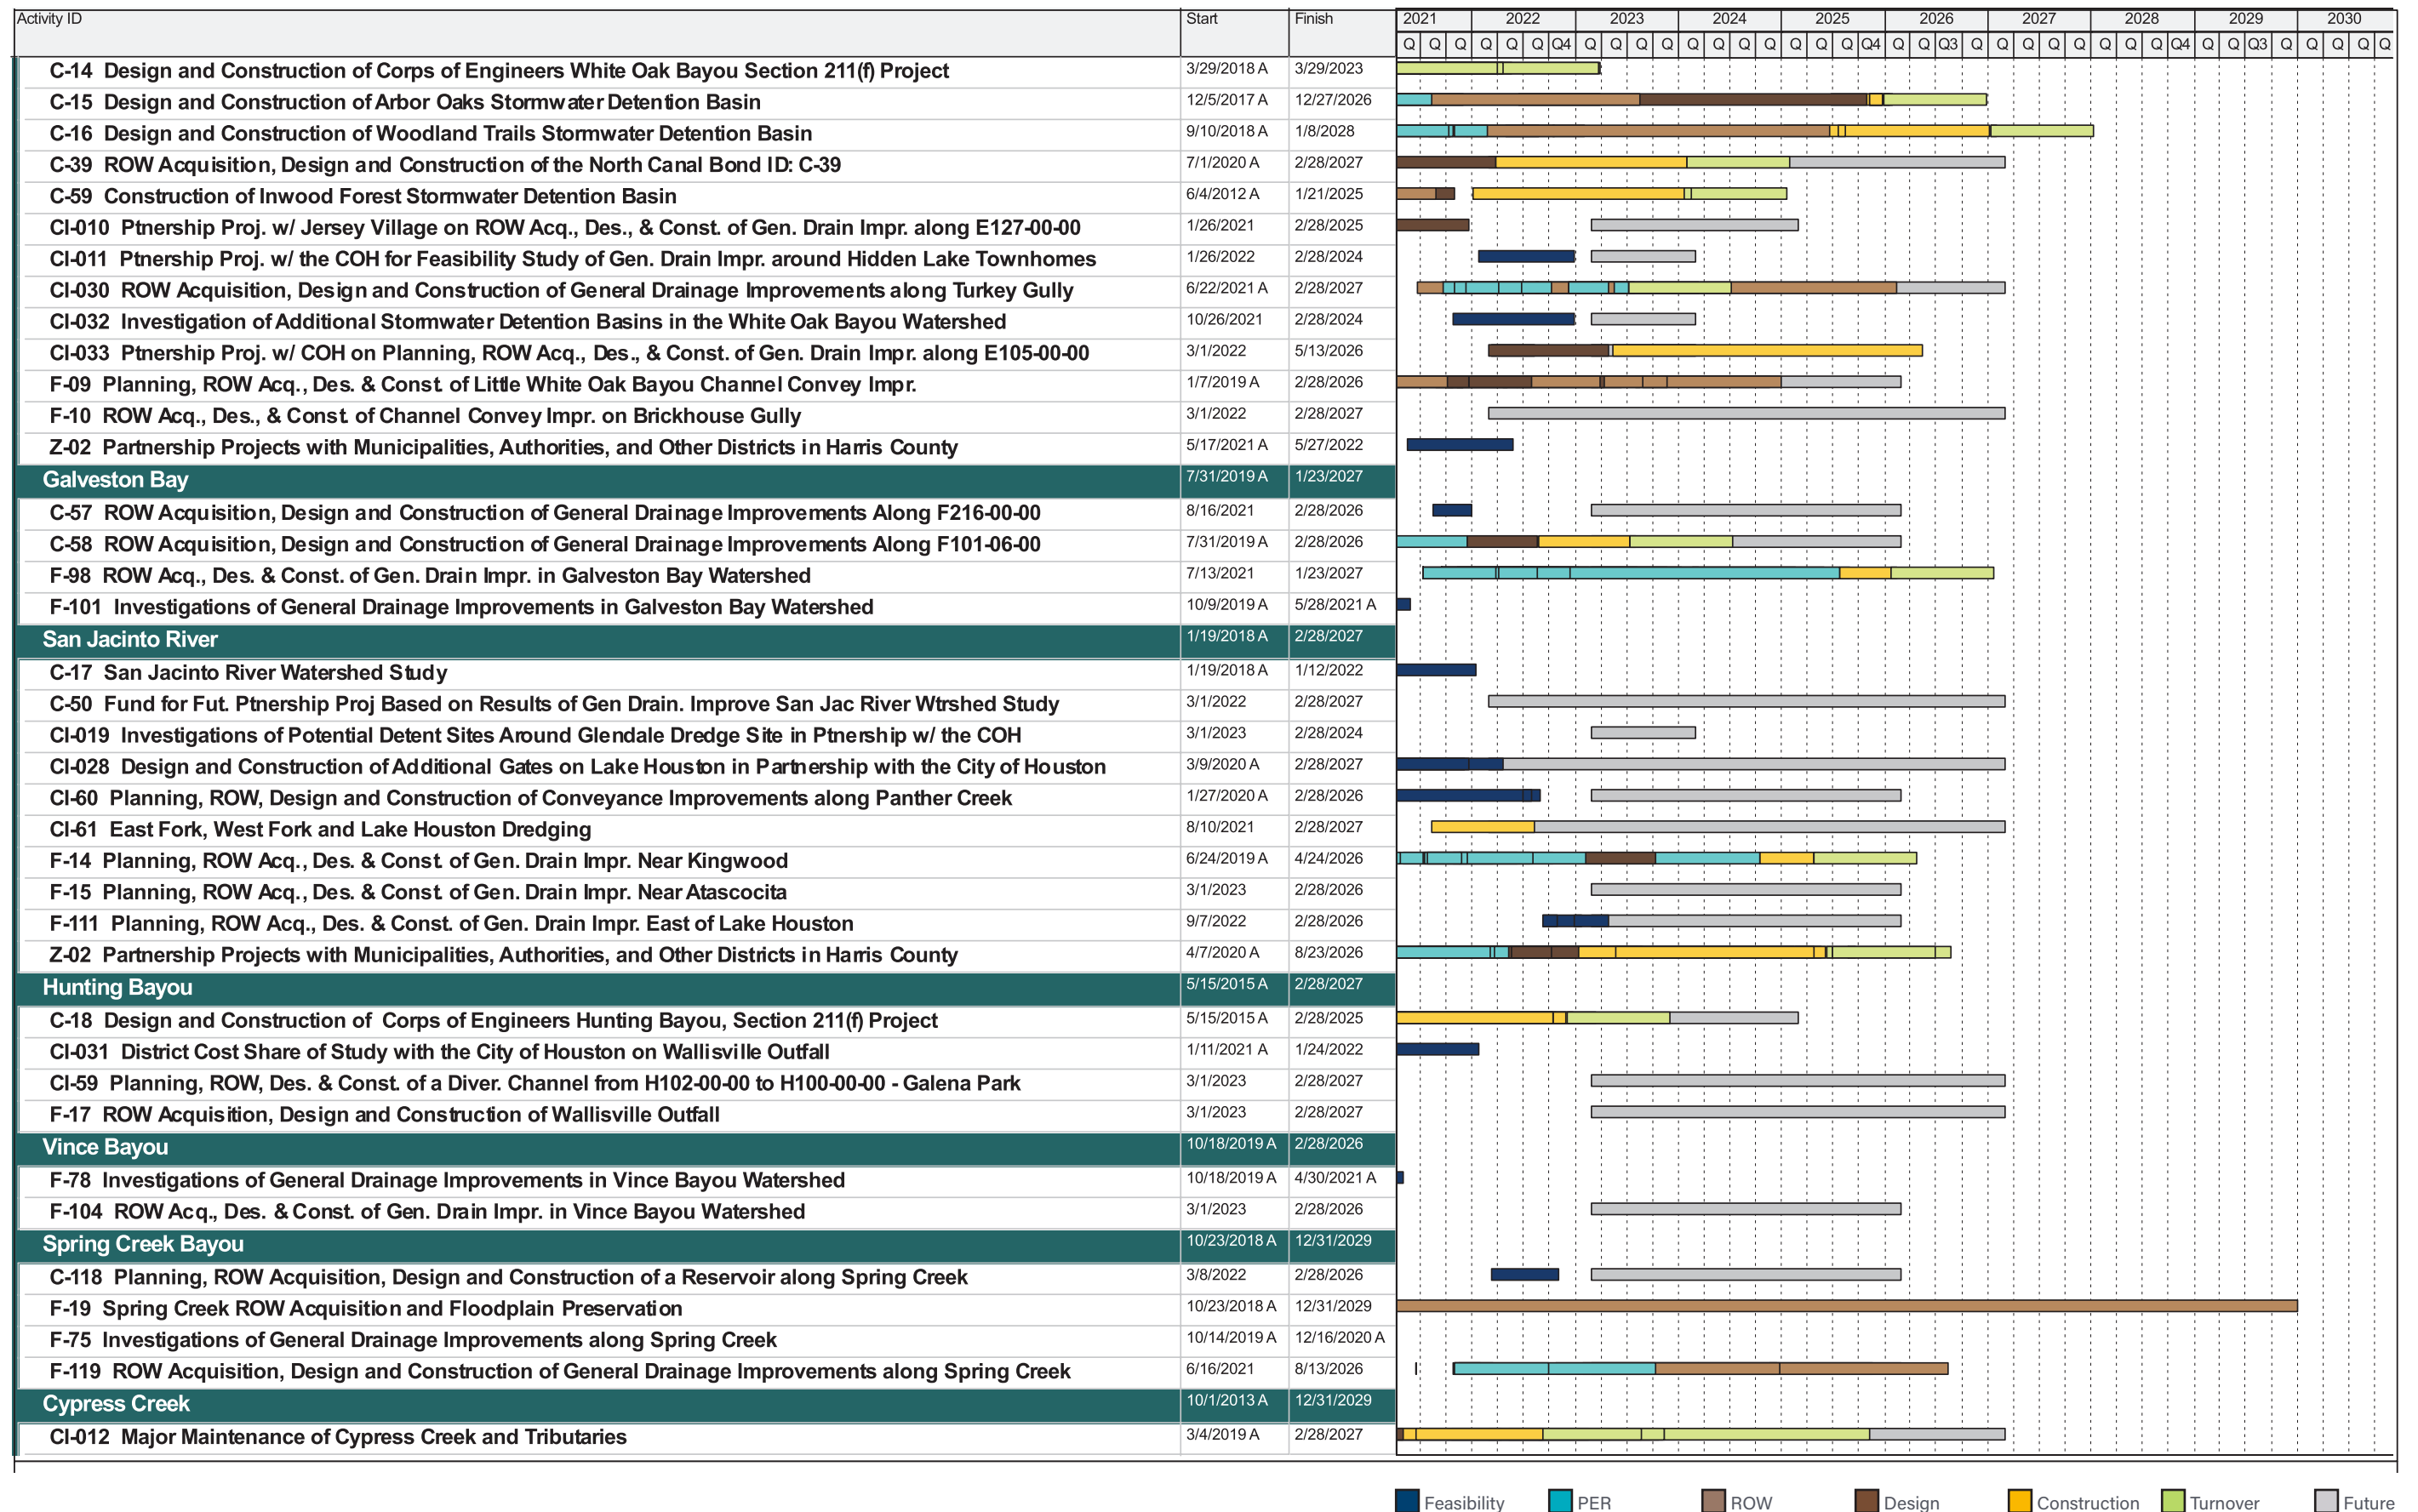 Activity ID Start Finish 2021 2022 2023 2024 2025 2026 2027 2028 2029 2030
Q Q Q Q Q Q Q4 Q Q Q Q Q Q Q Q Q Q Q Q4 Q Q Q3 Q Q Q Q Q Q Q Q Q4 Q Q Q3 Q Q Q Q Q
C-14 Design and Construction of Corps of Engineers White Oak Bayou Section 211(f) Project 3/29/2018 A 3/29/2023
C-15 Design and Construction of Arbor Oaks Stormwater Detention Basin 12/5/2017 A 12/27/2026
C-16 Design and Construction of Woodland Trails Stormwater Detention Basin 9/10/2018 A 1/8/2028
C-39 ROW Acquisition, Design and Construction of the North Canal Bond ID: C-39 7/1/2020 A 2/28/2027
C-59 Construction of Inwood Forest Stormwater Detention Basin 6/4/2012 A 1/21/2025
CI-010 Ptnership Proj. w/ Jersey Village on ROW Acq., Des., & Const. of Gen. Drain Impr. along E127-00-00 1/26/2021 2/28/2025
CI-011 Ptnership Proj. w/ the COH for Feasibility Study of Gen. Drain Impr. around Hidden Lake Townhomes 1/26/2022 2/28/2024
CI-030 ROW Acquisition, Design and Construction of General Drainage Improvements along Turkey Gully 6/22/2021 A 2/28/2027
CI-032 Investigation of Additional Stormwater Detention Basins in the White Oak Bayou Watershed 10/26/2021 2/28/2024
CI-033 Ptnership Proj. w/ COH on Planning, ROW Acq., Des., & Const. of Gen. Drain Impr. along E105-00-00 3/1/2022 5/13/2026
F-09 Planning, ROW Acq., Des. & Const. of Little White Oak Bayou Channel Convey Impr. 1/7/2019 A 2/28/2026
F-10 ROW Acq., Des., & Const. of Channel Convey Impr. on Brickhouse Gully 3/1/2022 2/28/2027
Z-02 Partnership Projects with Municipalities, Authorities, and Other Districts in Harris County 5/17/2021 A 5/27/2022
Galveston Bay 7/31/2019 A 1/23/2027
C-57 ROW Acquisition, Design and Construction of General Drainage Improvements Along F216-00-00 8/16/2021 2/28/2026
C-58 ROW Acquisition, Design and Construction of General Drainage Improvements Along F101-06-00 7/31/2019 A 2/28/2026
F-98 ROW Acq., Des. & Const. of Gen. Drain Impr. in Galveston Bay Watershed 7/13/2021 1/23/2027
F-101 Investigations of General Drainage Improvements in Galveston Bay Watershed 10/9/2019 A 5/28/2021 A
San Jacinto River 1/19/2018 A 2/28/2027
C-17 San Jacinto River Watershed Study 1/19/2018 A 1/12/2022
C-50 Fund for Fut. Ptnership Proj Based on Results of Gen Drain. Improve San Jac River Wtrshed Study 3/1/2022 2/28/2027
CI-019 Investigations of Potential Detent Sites Around Glendale Dredge Site in Ptnership w/ the COH 3/1/2023 2/28/2024
CI-028 Design and Construction of Additional Gates on Lake Houston in Partnership with the City of Houston 3/9/2020 A 2/28/2027
CI-60 Planning, ROW, Design and Construction of Conveyance Improvements along Panther Creek 1/27/2020 A 2/28/2026
CI-61 East Fork, West Fork and Lake Houston Dredging 8/10/2021 2/28/2027
F-14 Planning, ROW Acq., Des. & Const. of Gen. Drain Impr. Near Kingwood 6/24/2019 A 4/24/2026
F-15 Planning, ROW Acq., Des. & Const. of Gen. Drain Impr. Near Atascocita 3/1/2023 2/28/2026
F-111 Planning, ROW Acq., Des. & Const. of Gen. Drain Impr. East of Lake Houston 9/7/2022 2/28/2026
Z-02 Partnership Projects with Municipalities, Authorities, and Other Districts in Harris County 4/7/2020 A 8/23/2026
Hunting Bayou 5/15/2015 A 2/28/2027
C-18 Design and Construction of Corps of Engineers Hunting Bayou, Section 211(f) Project 5/15/2015 A 2/28/2025
CI-031 District Cost Share of Study with the City of Houston on Wallisville Outfall 1/11/2021 A 1/24/2022
CI-59 Planning, ROW, Des. & Const. of a Diver. Channel from H102-00-00 to H100-00-00 - Galena Park 3/1/2023 2/28/2027
F-17 ROW Acquisition, Design and Construction of Wallisville Outfall 3/1/2023 2/28/2027
Vince Bayou 10/18/2019 A 2/28/2026
F-78 Investigations of General Drainage Improvements in Vince Bayou Watershed 10/18/2019 A 4/30/2021 A
F-104 ROW Acq., Des. & Const. of Gen. Drain Impr. in Vince Bayou Watershed 3/1/2023 2/28/2026
Spring Creek Bayou 10/23/2018 A 12/31/2029
C-118 Planning, ROW Acquisition, Design and Construction of a Reservoir along Spring Creek 3/8/2022 2/28/2026
F-19 Spring Creek ROW Acquisition and Floodplain Preservation 10/23/2018 A 12/31/2029
F-75 Investigations of General Drainage Improvements along Spring Creek 10/14/2019 A 12/16/2020 A
F-119 ROW Acquisition, Design and Construction of General Drainage Improvements along Spring Creek 6/16/2021 8/13/2026
Cypress Creek 10/1/2013 A 12/31/2029
CI-012 Major Maintenance of Cypress Creek and Tributaries 3/4/2019 A 2/28/2027
Feasibility PER ROW Design Construction Turnover Future